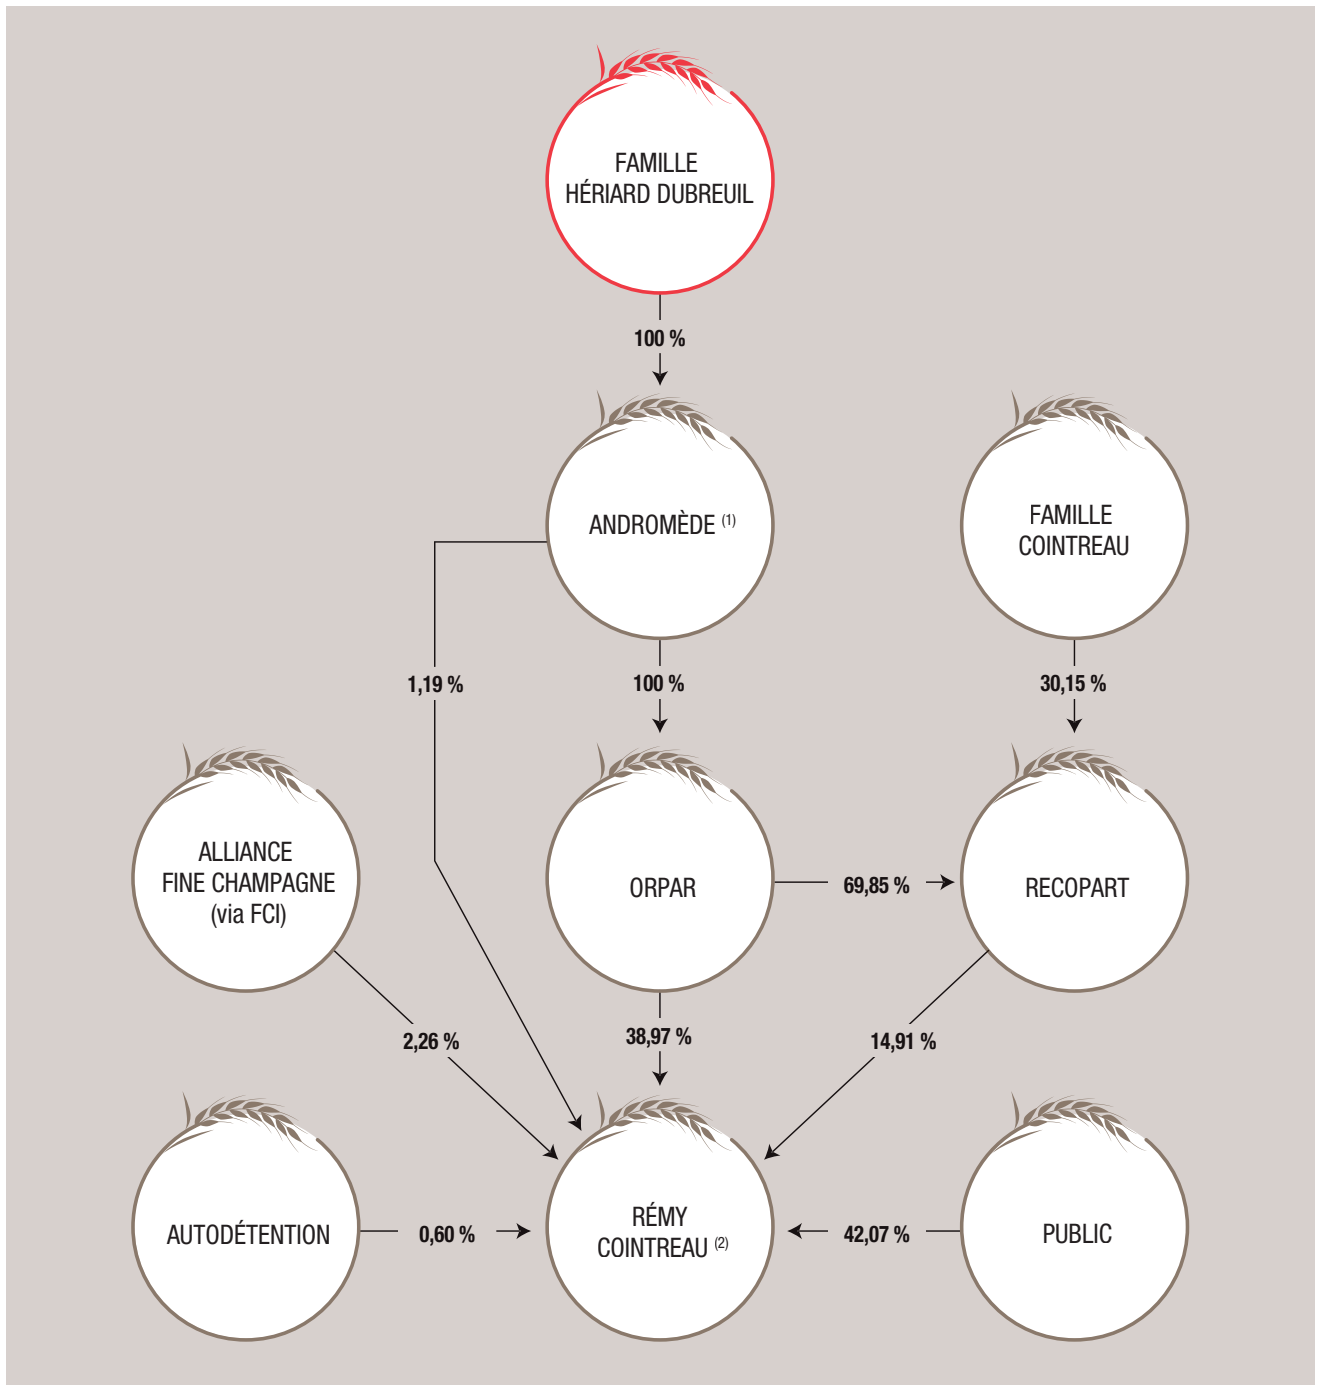 FAMILLE
HÉRIARD DUBREUIL
100 %
ANDROMÈDE (1)
FAMILLE
COINTREAU
1,19 %
100 %
30,15 %
ALLIANCE
FINE CHAMPAGNE
(via FCI)
ORPAR
69,85 %
RECOPART
2,26 %
38,97 %
14,91 %
AUTODÉTENTION
0,60 %
RÉMY
COINTREAU (2)
42,07 %
PUBLIC